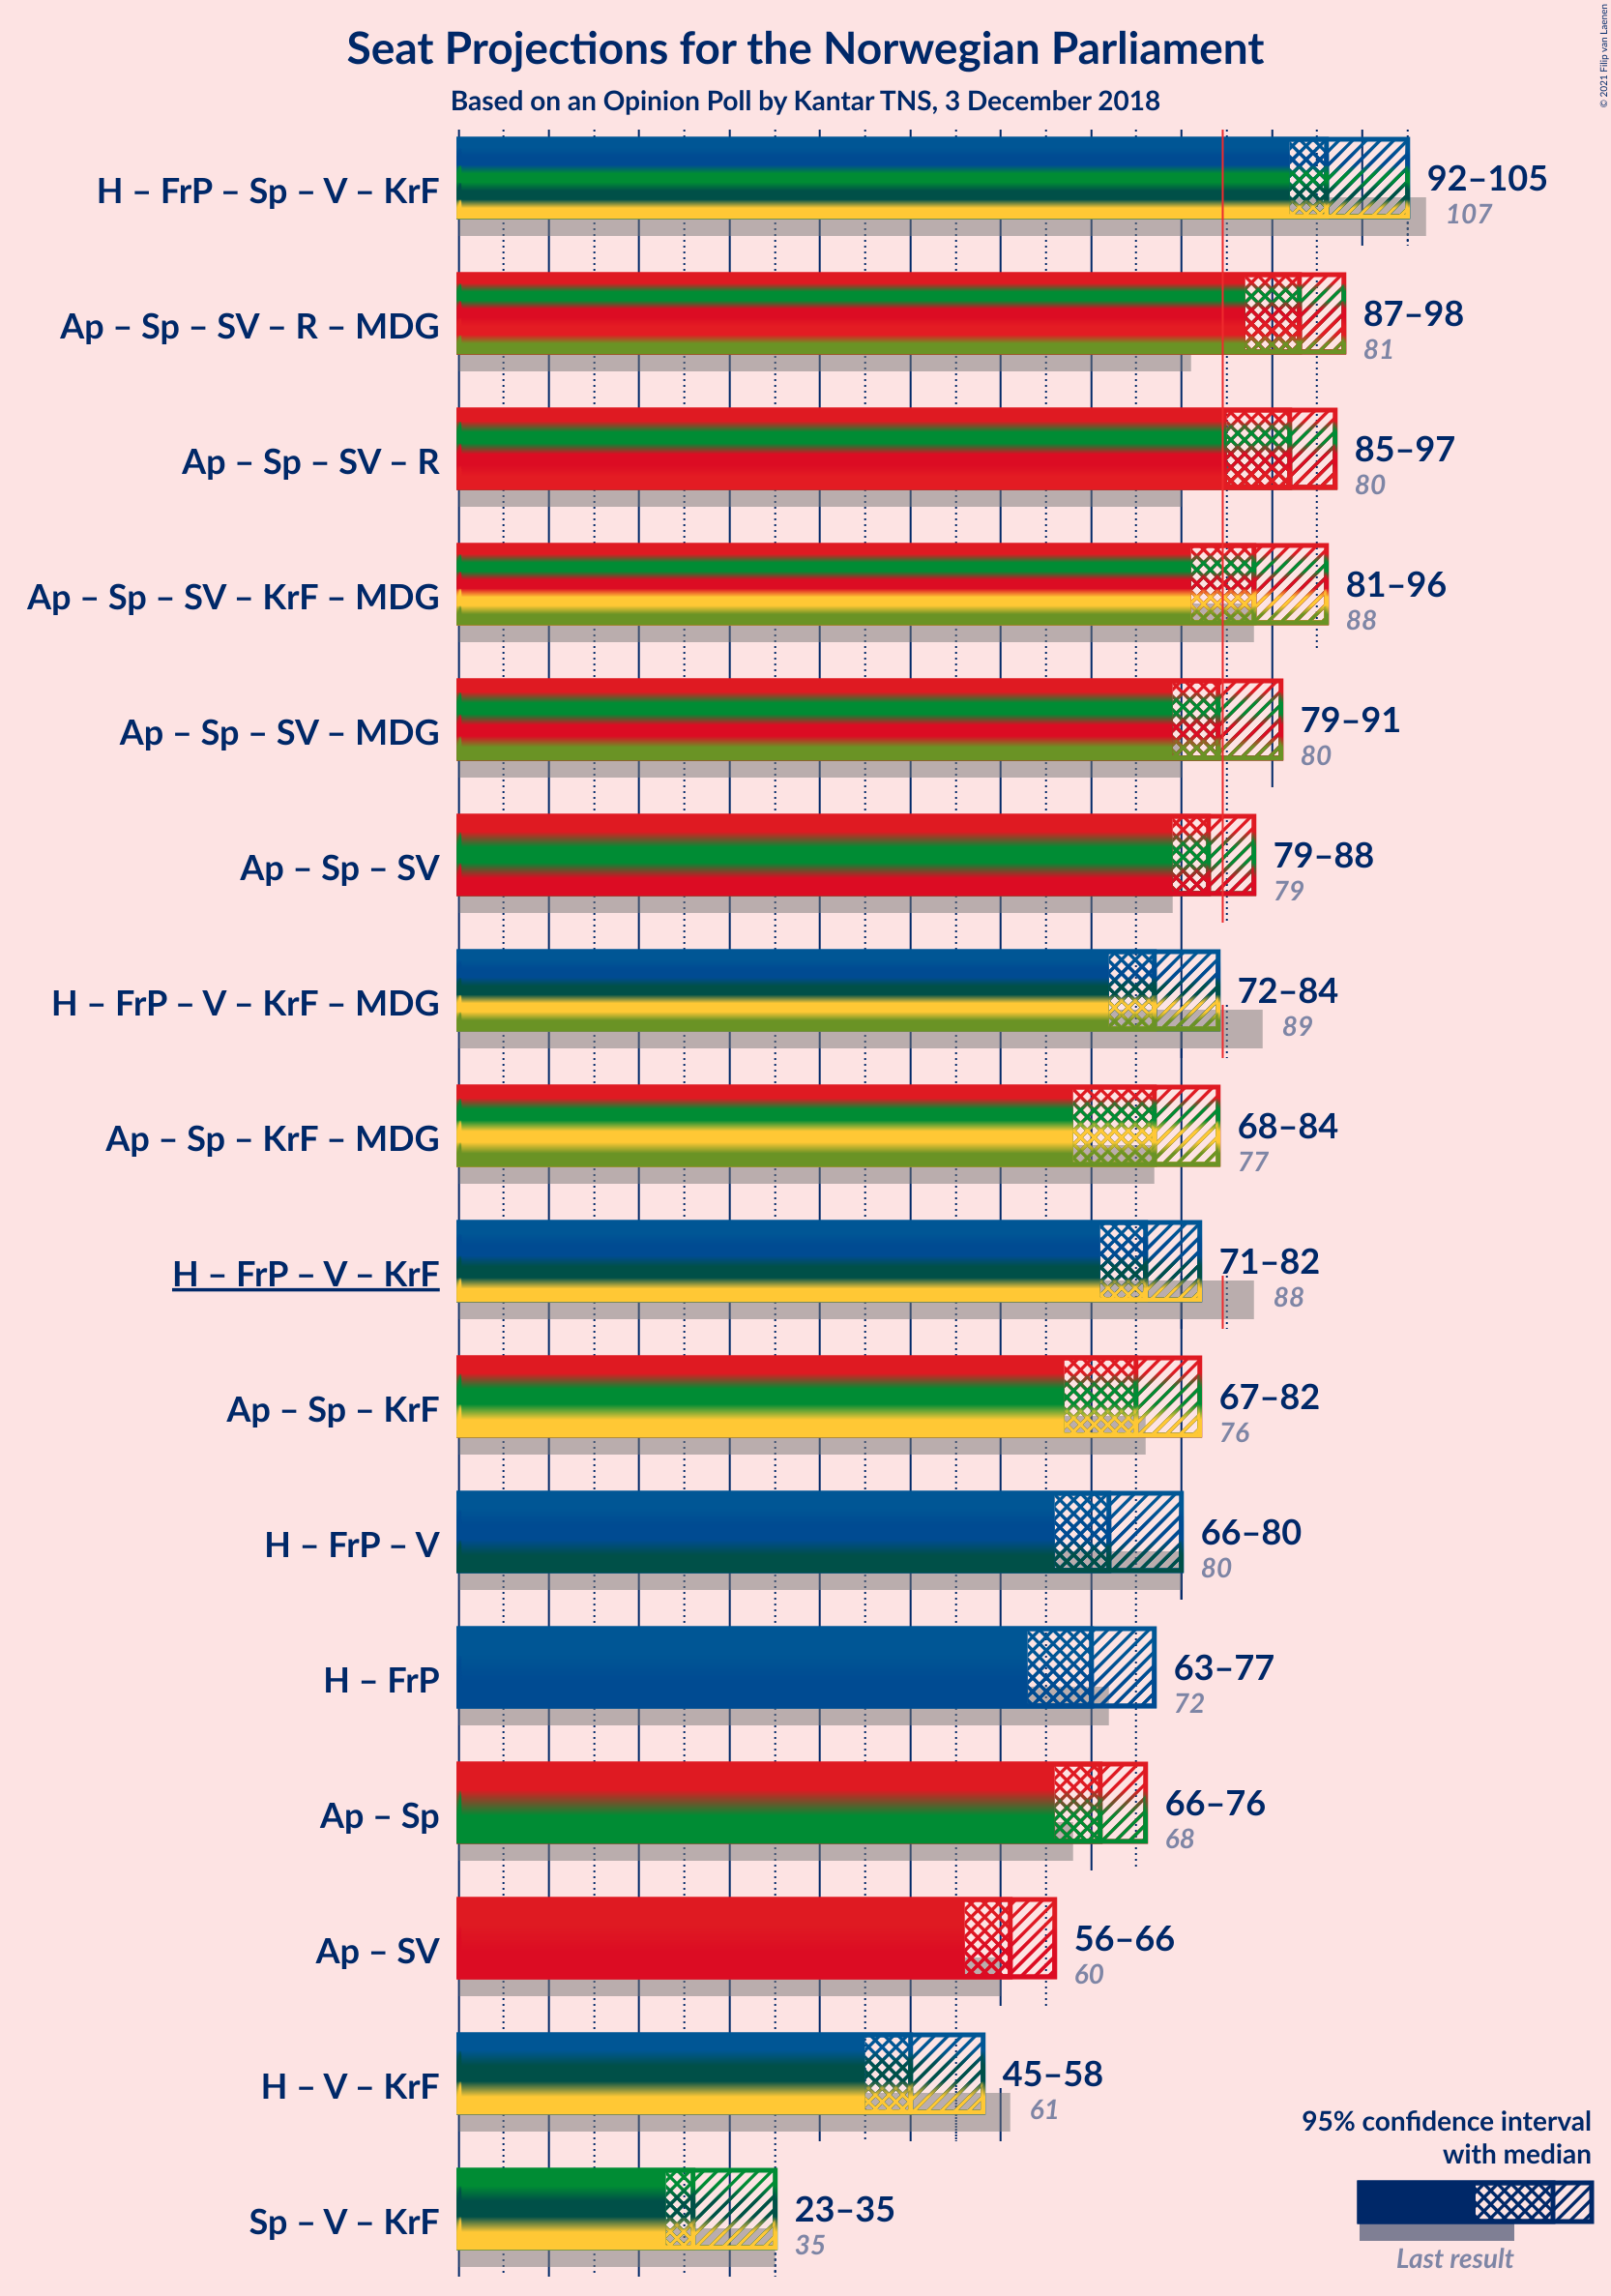 Seat Projections for the Norwegian Parliament
Based on an Opinion Poll by Kantar TNS, 3 December 2018
© 2021 Filip van Laenen
H – FrP – Sp – V – KrF
92–105
107
Ap – Sp – SV – R – MDG
87–98
81
Ap – Sp – SV – R
85–97
80
Ap – Sp – SV – KrF – MDG
81–96
88
Ap – Sp – SV – MDG
79–91
80
Ap – Sp – SV
79–88
79
H – FrP – V – KrF – MDG
72–84
89
Ap – Sp – KrF – MDG
68–84
77
H – FrP – V – KrF
71–82
88
Ap – Sp – KrF
67–82
76
H – FrP – V
66–80
80
H – FrP
63–77
72
Ap – Sp
66–76
68
Ap – SV
56–66
60
H – V – KrF
45–58
61
Sp – V – KrF
23–35
35
95% confidence interval
with median
Last result